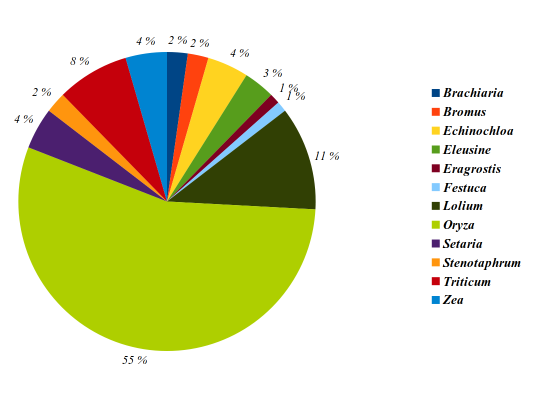 4 %
2 %
2 %
4 %
3 %
1 %
1 %
11 %
55 %
4 %
2 %
8 %
Brachiaria
Bromus
Echinochloa
Eleusine
Eragrostis
Festuca
Lolium
Oryza
Setaria
Stenotaphrum
Triticum
Zea